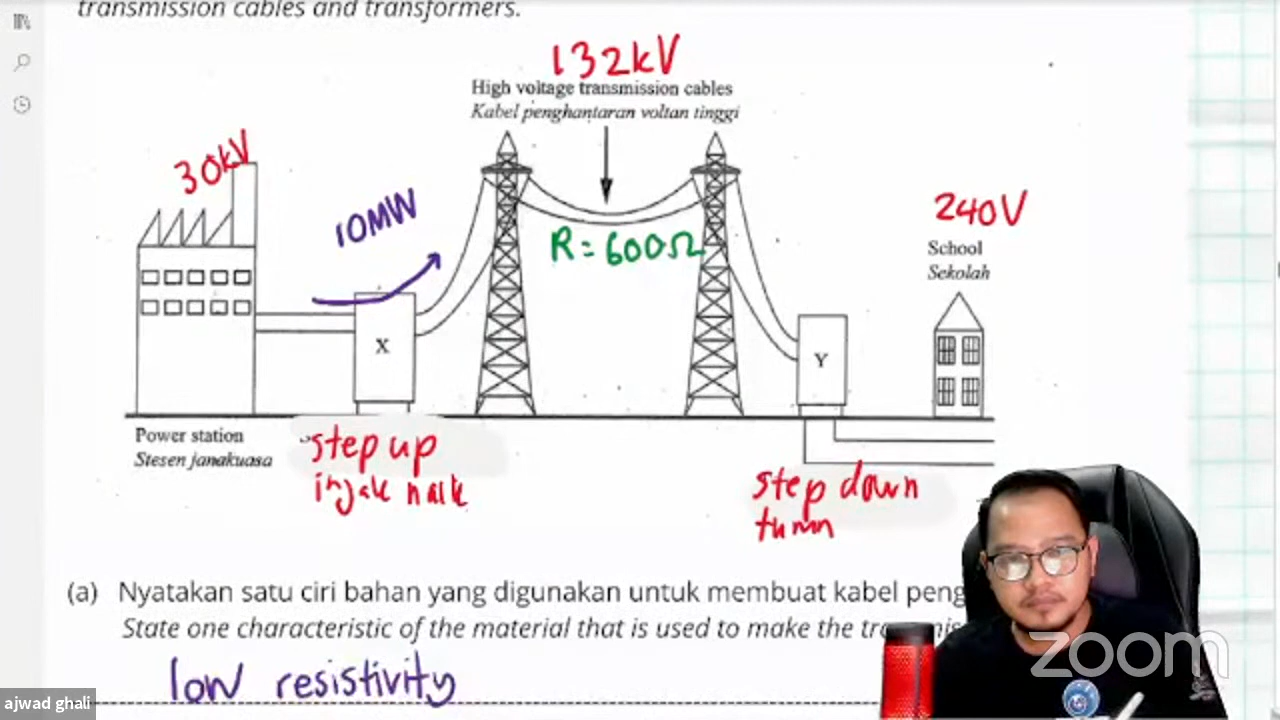 transmission cables and transformers.
132kV
High voltage transmission cables
Kabel penghantaran voltan tinggi
30kV
10MW
R = 600Ω
240V
School
Sekolah
X
Y
Power station
Stesen janakuasa
step up
injak naik
step down
turun
(a) Nyatakan satu ciri bahan yang digunakan untuk membuat kabel peng
State one characteristic of the material that is used to make the
low resistivity
zoom
ajwad ghali